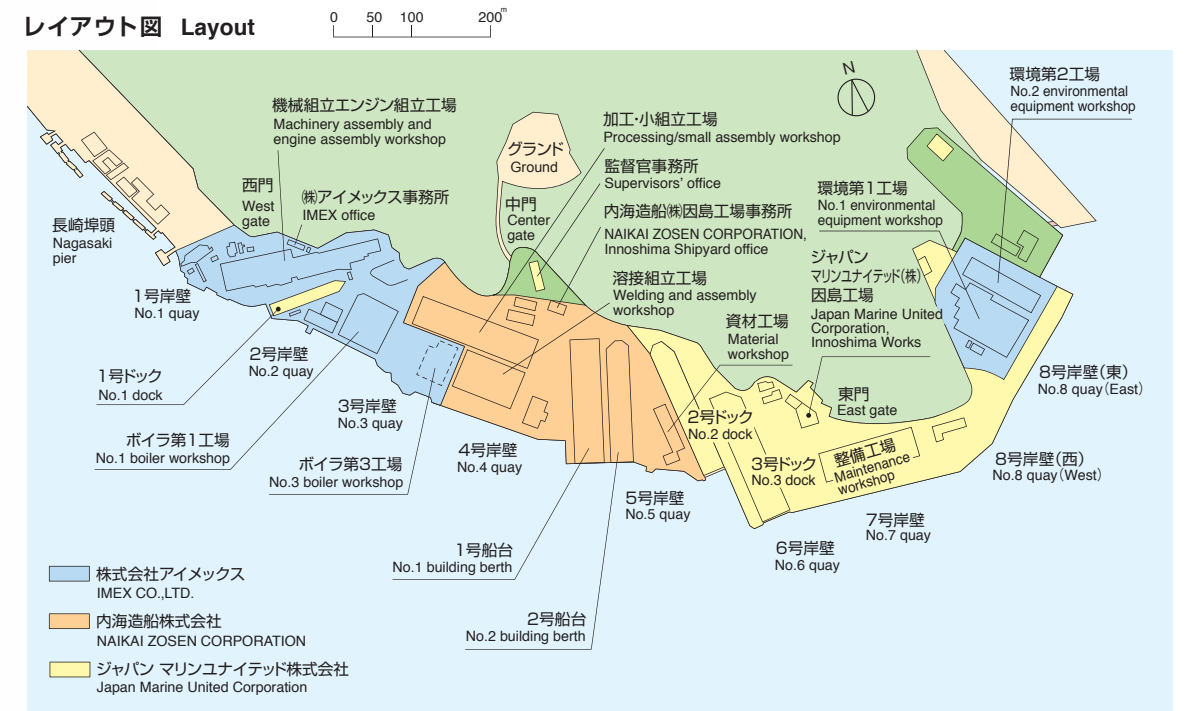 レイアウト図 Layout
0 50 100 200m
N
環境第2工場
No.2 environmental
equipment workshop
機械組立エンジン組立工場
Machinery assembly and
engine assembly workshop
加工・小組立工場
Processing/small assembly workshop
グランド
Ground
監督官事務所
Supervisors' office
西門
West
gate
㈱アイメックス事務所
IMEX office
中門
Center
gate
内海造船㈱因島工場事務所
NAIKAI ZOSEN CORPORATION,
Innoshima Shipyard office
環境第1工場
No.1 environmental
equipment workshop
長崎埠頭
Nagasaki
pier
ジャパン
マリンユナイテッド(株)
因島工場
Japan Marine United
Corporation,
Innoshima Works
溶接組立工場
Welding and assembly
workshop
1号岸壁
No.1 quay
資材工場
Material
workshop
2号岸壁
No.2 quay
1号ドック
No.1 dock
8号岸壁(東)
No.8 quay(East)
東門
East gate
3号岸壁
No.3 quay
2号ドック
No.2 dock
ボイラ第1工場
No.1 boiler workshop
4号岸壁
No.4 quay
整備工場
Maintenance
workshop
ボイラ第3工場
No.3 boiler workshop
3号ドック
No.3 dock
8号岸壁(西)
No.8 quay(West)
5号岸壁
No.5 quay
7号岸壁
No.7 quay
6号岸壁
No.6 quay
1号船台
No.1 building berth
2号船台
No.2 building berth
株式会社アイメックス
IMEX CO.,LTD.
内海造船株式会社
NAIKAI ZOSEN CORPORATION
ジャパン マリンユナイテッド株式会社
Japan Marine United Corporation